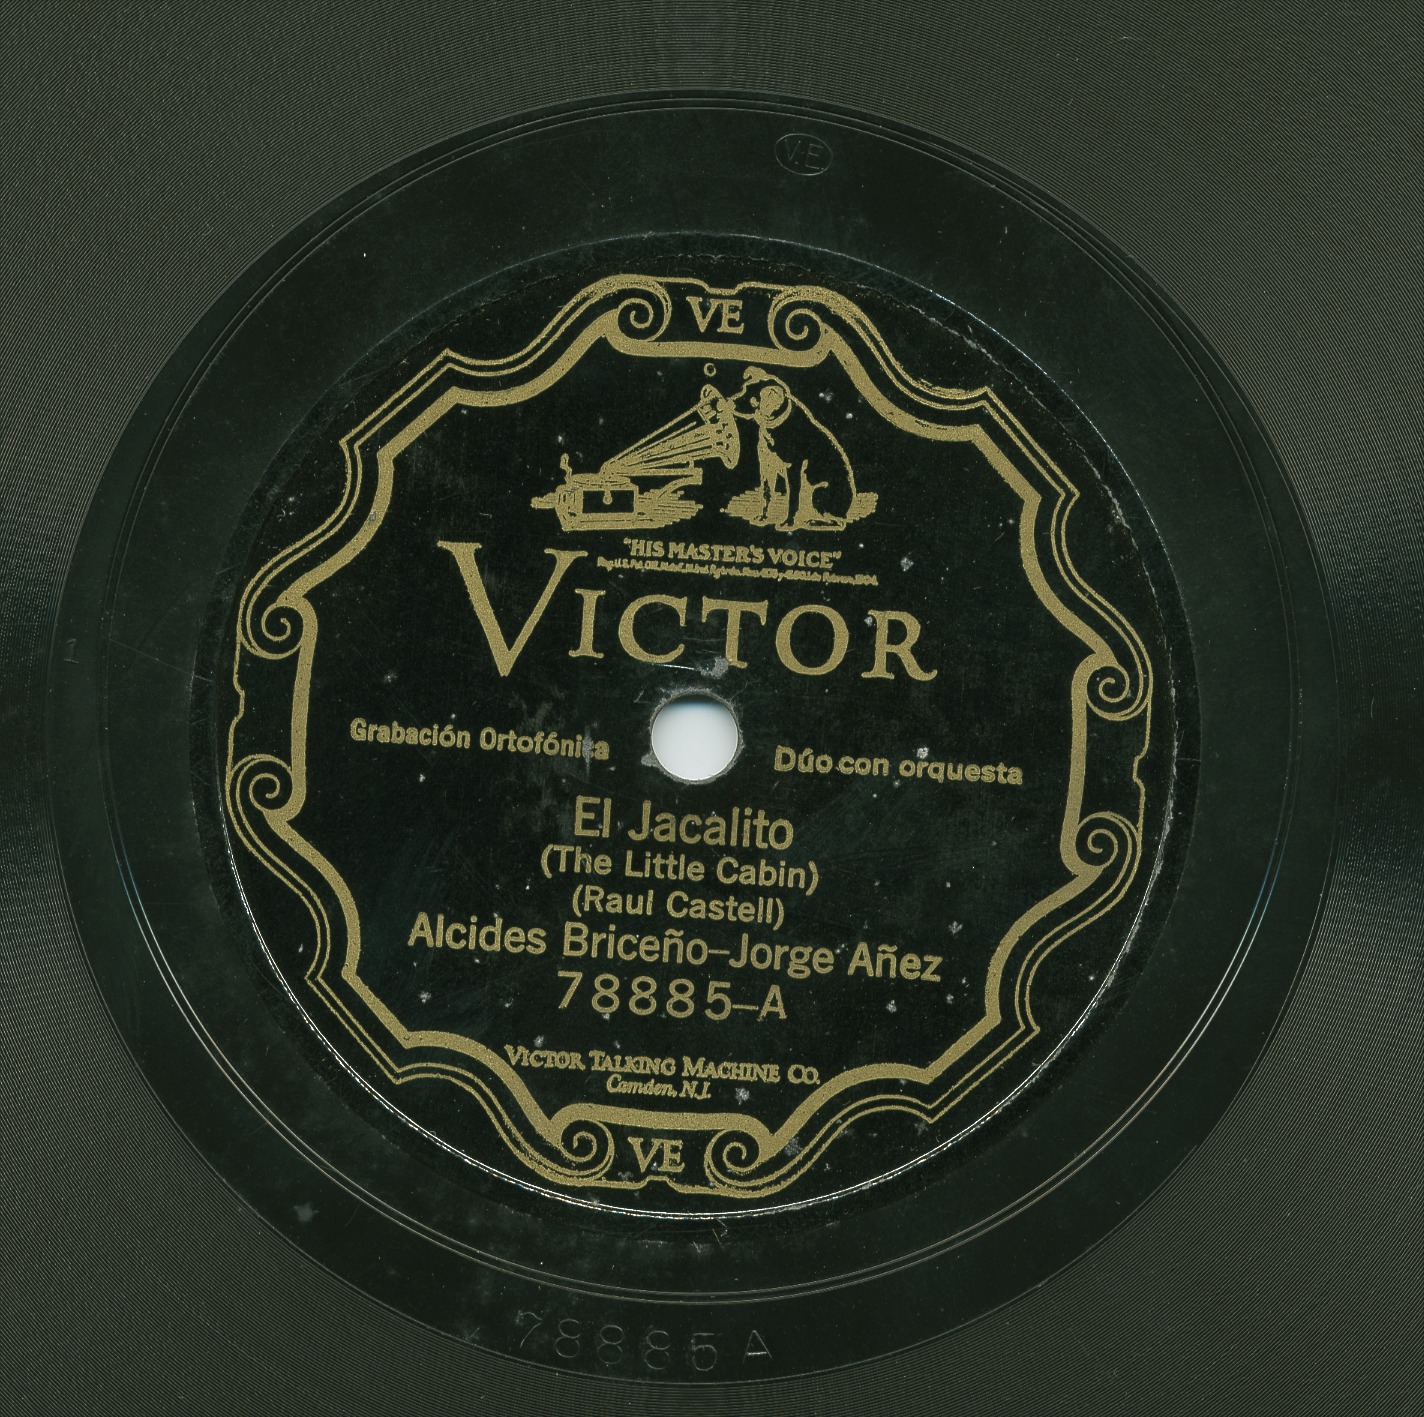 VE
VE
"HIS MASTER'S VOICE"
VICTOR
Grabación Ortofónica
Dúo con orquesta
El Jacalito
(The Little Cabin)
(Raul Castell)
Alcides Briceño–Jorge Añez
78885–A
VICTOR TALKING MACHINE CO.
Camden, N.J.
VE
78885 A